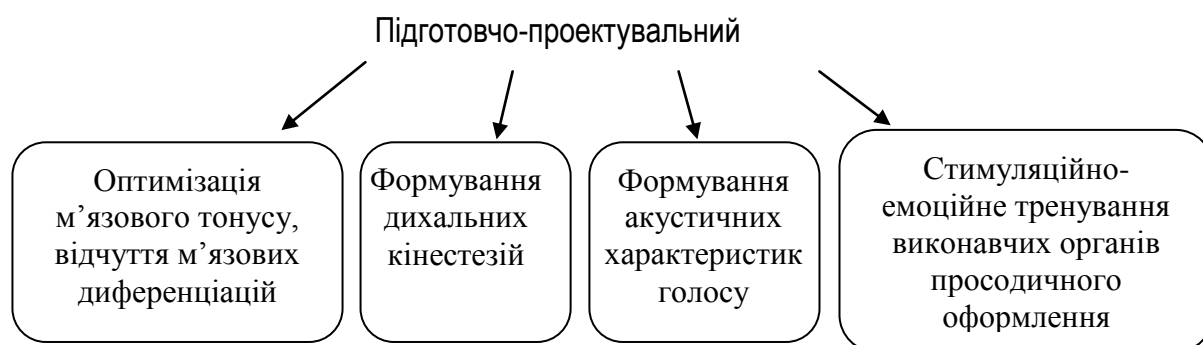 Підготовчо-проектувальний
Оптимізація
м’язового тонусу,
відчуття м’язових
диференціацій
Формування
дихальних
кінестезій
Формування
акустичних
характеристик
голосу
Стимуляційно-
емоційне тренування
виконавчих органів
просодичного
оформлення